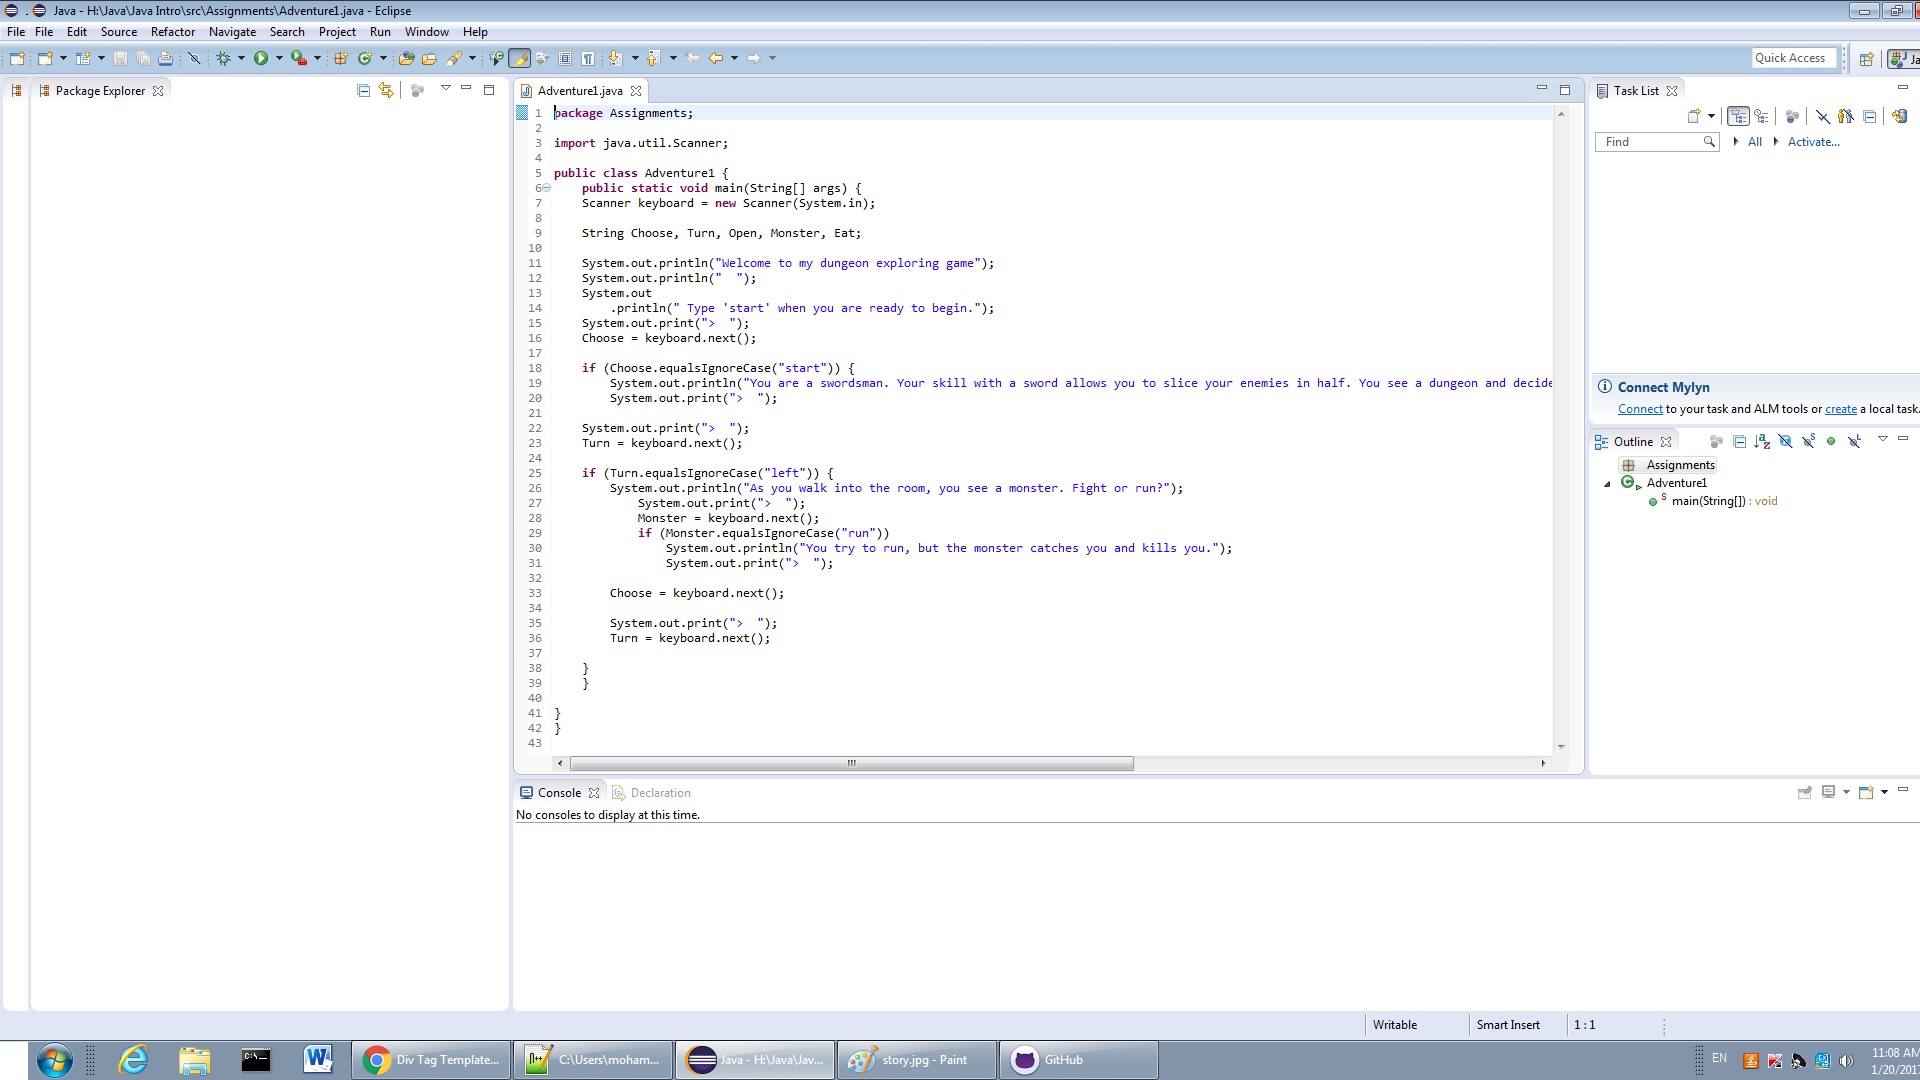 Java - H:\Java\Java Intro\src\Assignments\Adventure1.java - Eclipse
File File Edit Source Refactor Navigate Search Project Run Window Help
Quick Access
Package Explorer
Adventure1.java
1 package Assignments;
2
3 import java.util.Scanner;
4
5 public class Adventure1 {
6 public static void main(String[] args) {
7 Scanner keyboard = new Scanner(System.in);
8
9 String Choose, Turn, Open, Monster, Eat;
10
11 System.out.println("Welcome to my dungeon exploring game");
12 System.out.println("  ");
13 System.out
14 .println(" Type 'start' when you are ready to begin.");
15 System.out.print(">  ");
16 Choose = keyboard.next();
17
18 if (Choose.equalsIgnoreCase("start")) {
19 System.out.println("You are a swordsman. Your skill with a sword allows you to slice your enemies in half. You see a dungeon and decide
20 System.out.print(">  ");
21
22 System.out.print(">  ");
23 Turn = keyboard.next();
24
25 if (Turn.equalsIgnoreCase("left")) {
26 System.out.println("As you walk into the room, you see a monster. Fight or run?");
27 System.out.print(">  ");
28 Monster = keyboard.next();
29 if (Monster.equalsIgnoreCase("run"))
30 System.out.println("You try to run, but the monster catches you and kills you.");
31 System.out.print(">  ");
32
33 Choose = keyboard.next();
34
35 System.out.print(">  ");
36 Turn = keyboard.next();
37
38 }
39 }
40
41 }
42 }
43
Task List
Find
All Activate...
Connect Mylyn
Connect to your task and ALM tools or create a local task.
Outline
Assignments
Adventure1
main(String[]) : void
Console Declaration
No consoles to display at this time.
Writable Smart Insert 1 : 1
Div Tag Template... C:\Users\moham... Java - H:\Java\Jav... story.jpg - Paint GitHub
EN
11:08 AM
1/20/201